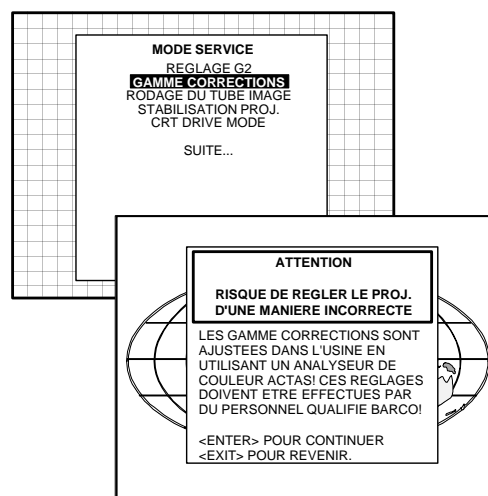 MODE SERVICE
REGLAGE G2
GAMME CORRECTIONS
RODAGE DU TUBE IMAGE
STABILISATION PROJ.
CRT DRIVE MODE
SUITE...
ATTENTION
RISQUE DE REGLER LE PROJ.
D'UNE MANIERE INCORRECTE
LES GAMME CORRECTIONS SONT
AJUSTEES DANS L'USINE EN
UTILISANT UN ANALYSEUR DE
COULEUR ACTAS! CES REGLAGES
DOIVENT ETRE EFFECTUES PAR
DU PERSONNEL QUALIFIE BARCO!
<ENTER> POUR CONTINUER
<EXIT> POUR REVENIR.